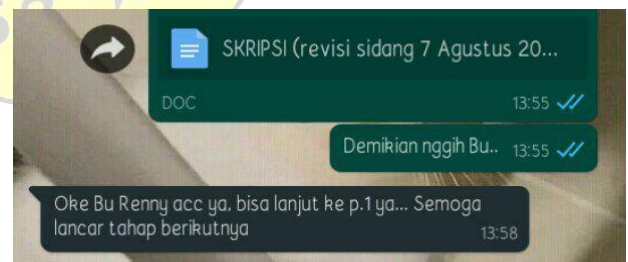 SKRIPSI (revisi sidang 7 Agustus 20...
DOC 13:55
Demikian nggih Bu.. 13:55
Oke Bu Renny acc ya, bisa lanjut ke p.1 ya... Semoga
lancar tahap berikutnya 13:58